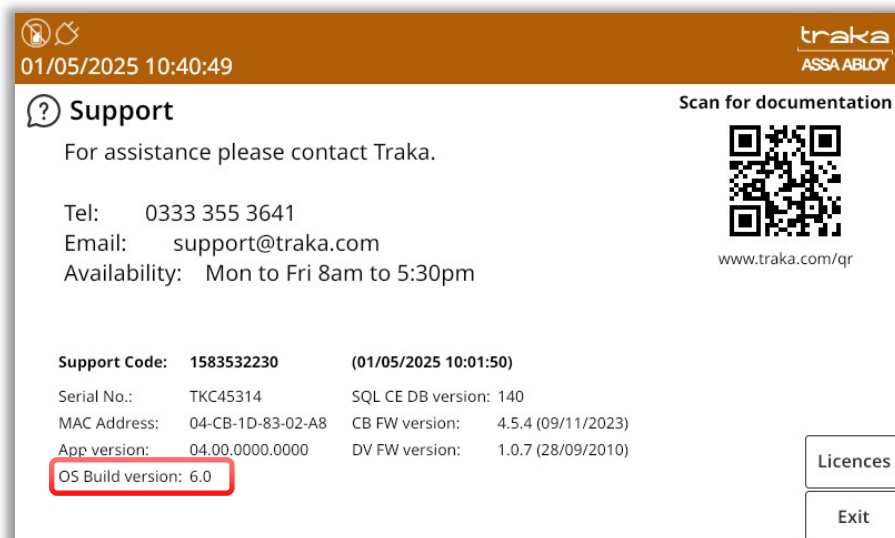 traka
ASSA ABLOY
01/05/2025 10:40:49
Support
Scan for documentation
For assistance please contact Traka.
Tel: 0333 355 3641
Email: support@traka.com
Availability: Mon to Fri 8am to 5:30pm
www.traka.com/qr
Support Code: 1583532230 (01/05/2025 10:01:50)
Serial No.: TKC45314 SQL CE DB version: 140
MAC Address: 04-CB-1D-83-02-A8 CB FW version: 4.5.4 (09/11/2023)
App version: 04.00.0000.0000 DV FW version: 1.0.7 (28/09/2010)
OS Build version: 6.0
Licences
Exit